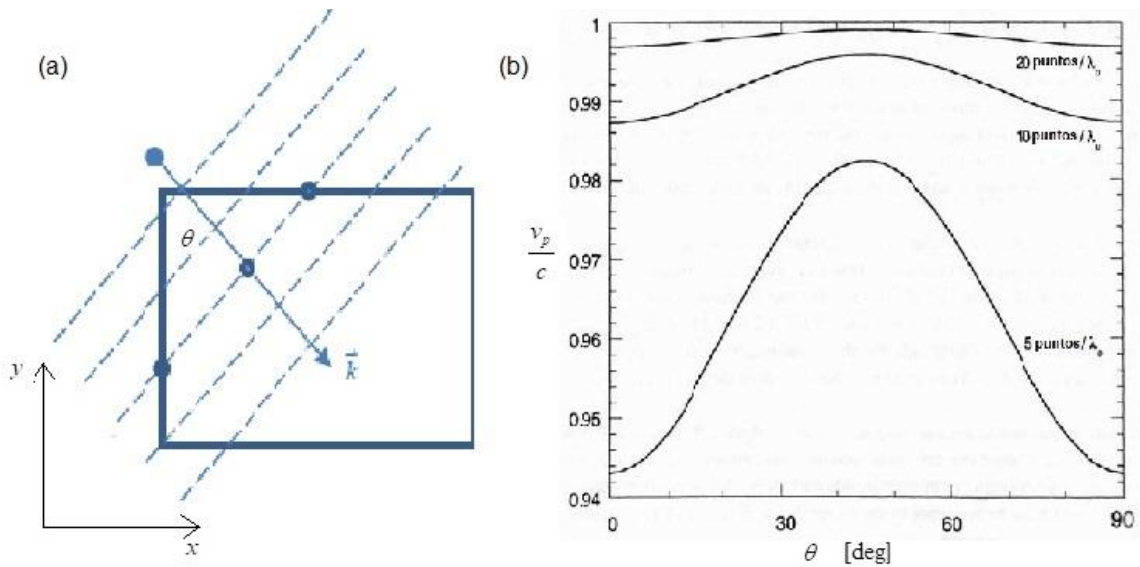 (a)
θ
k
y
x
(b)
1
0.99
0.98
0.97
0.96
0.95
0.94
v_p
c
20 puntos/λ₀
10 puntos/λ₀
5 puntos/λ₀
0
30
60
90
θ [deg]